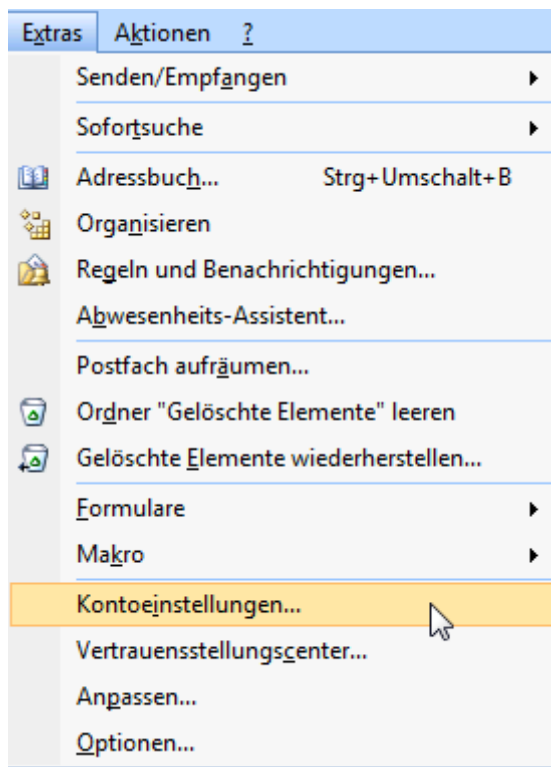 Extras Aktionen ?
Senden/Empfangen
Sofortsuche
Adressbuch... Strg+Umschalt+B
Organisieren
Regeln und Benachrichtigungen...
Abwesenheits-Assistent...
Postfach aufräumen...
Ordner "Gelöschte Elemente" leeren
Gelöschte Elemente wiederherstellen...
Formulare
Makro
Kontoeinstellungen...
Vertrauensstellungscenter...
Anpassen...
Optionen...